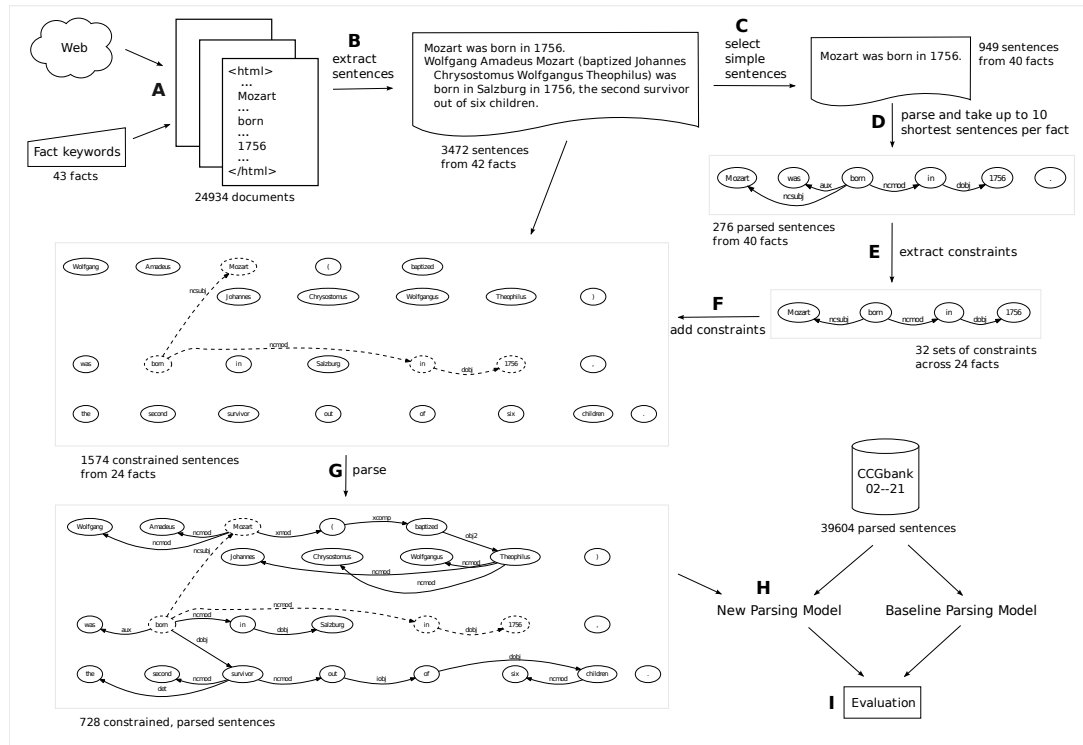 Web
Fact keywords
43 facts
A
<html>
...
Mozart
...
born
...
1756
...
</html>
24934 documents
B
extract
sentences
Mozart was born in 1756.
Wolfgang Amadeus Mozart (baptized Johannes
Chrysostomus Wolfgangus Theophilus) was
born in Salzburg in 1756, the second survivor
out of six children.
3472 sentences
from 42 facts
C
select
simple
sentences
Mozart was born in 1756.
949 sentences
from 40 facts
D
parse and take up to 10
shortest sentences per fact
Mozart was born in 1756 .
aux ncmod dobj
ncsubj
276 parsed sentences
from 40 facts
E
extract constraints
Mozart born in 1756
ncsubj ncmod dobj
32 sets of constraints
across 24 facts
F
add constraints
Wolfgang Amadeus Mozart ( baptized
ncsubj
Johannes Chrysostomus Wolfgangus Theophilus )
ncmod
was born in Salzburg in 1756 ,
dobj
the second survivor out of six children .
1574 constrained sentences
from 24 facts
G
parse
xcomp
Wolfgang Amadeus Mozart ( baptized
ncmod xmod obj2
ncmod
ncsubj
Johannes Chrysostomus Wolfgangus Theophilus )
ncmod
ncmod
ncmod
ncmod
ncmod
was born in Salzburg in 1756 ,
aux dobj dobj
dobj
dobj
the second survivor out of six children .
ncmod ncmod iobj ncmod
det
728 constrained, parsed sentences
CCGbank
02--21
39604 parsed sentences
H
New Parsing Model
Baseline Parsing Model
I
Evaluation